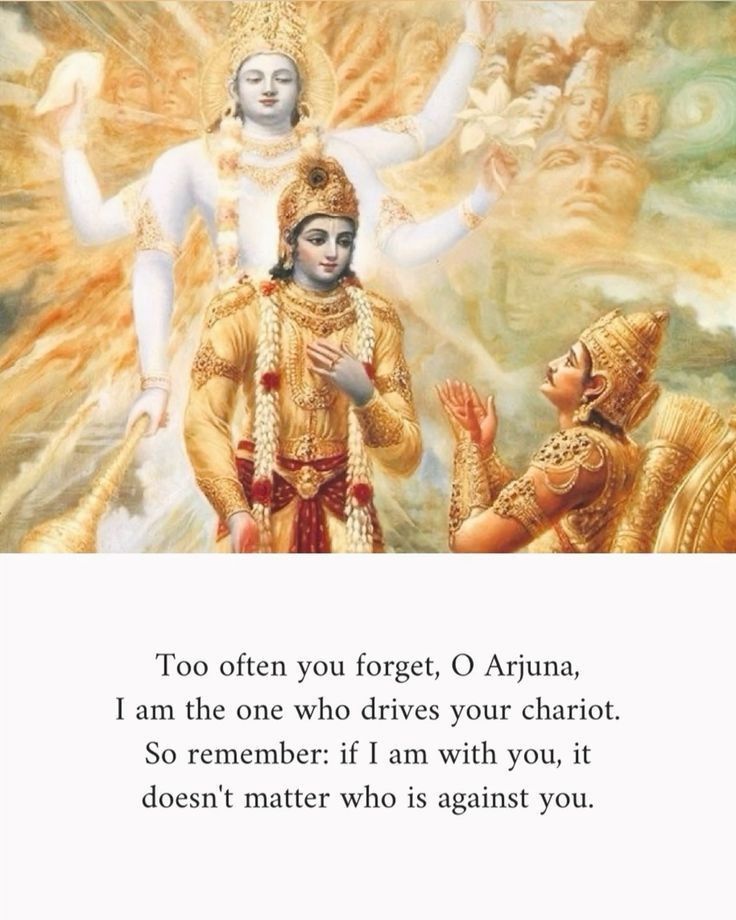 Too often you forget, O Arjuna,
I am the one who drives your chariot.
So remember: if I am with you, it
doesn't matter who is against you.